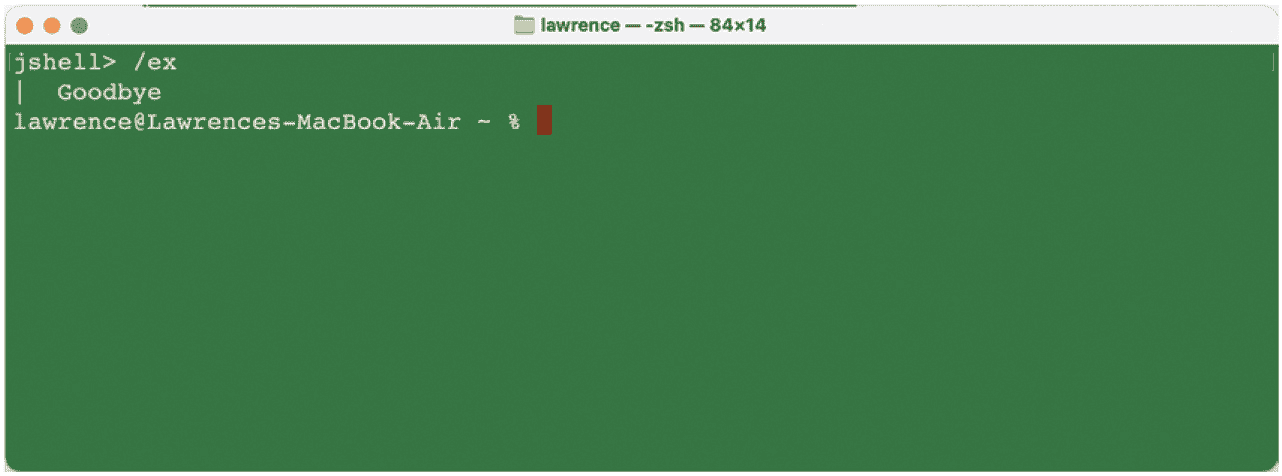 lawrence — -zsh — 84×14
jshell> /ex
|  Goodbye
lawrence@Lawrences-MacBook-Air ~ %